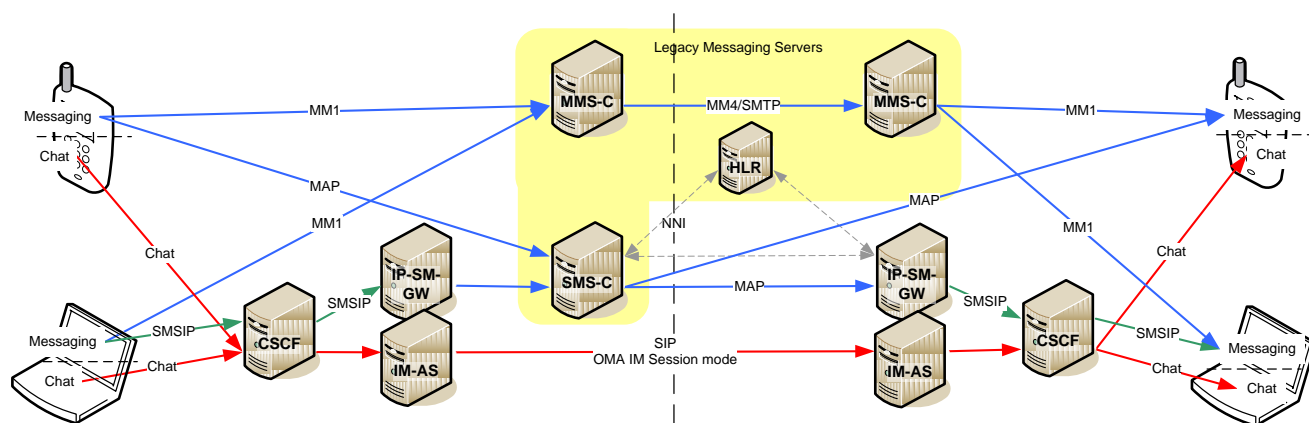 Legacy Messaging Servers
MMS-C
MMS-C
MM1
MM4/SMTP
MM1
Messaging
Messaging
Chat
Chat
HLR
MAP
MAP
MM1
NNI
MM1
Chat
Chat
IP-SM-
GW
SMS-C
IP-SM-
GW
MAP
SMSIP
SMSIP
Messaging
SMSIP
CSCF
CSCF
SMSIP
Messaging
SIP
OMA IM Session mode
Chat
Chat
IM-AS
IM-AS
Chat
Chat